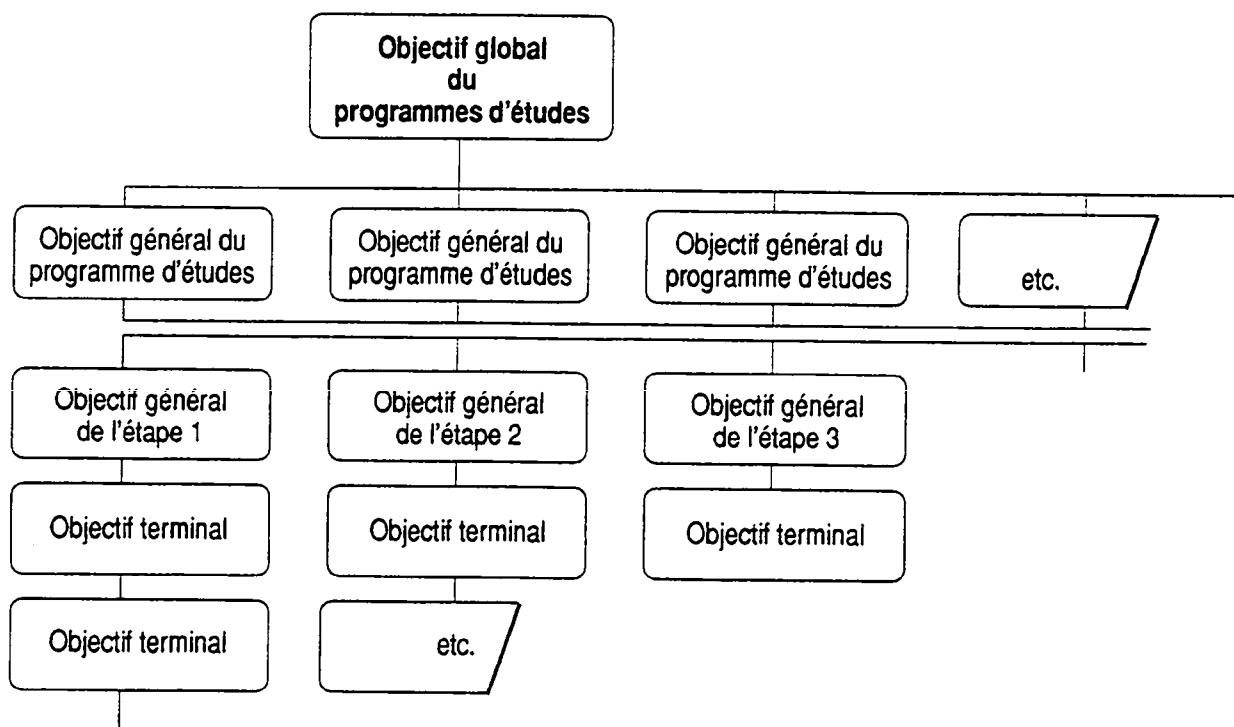 Objectif global
du
programmes d'études
Objectif général du
programme d'études
Objectif général du
programme d'études
Objectif général du
programme d'études
etc.
Objectif général
de l'étape 1
Objectif général
de l'étape 2
Objectif général
de l'étape 3
Objectif terminal
Objectif terminal
Objectif terminal
Objectif terminal
etc.